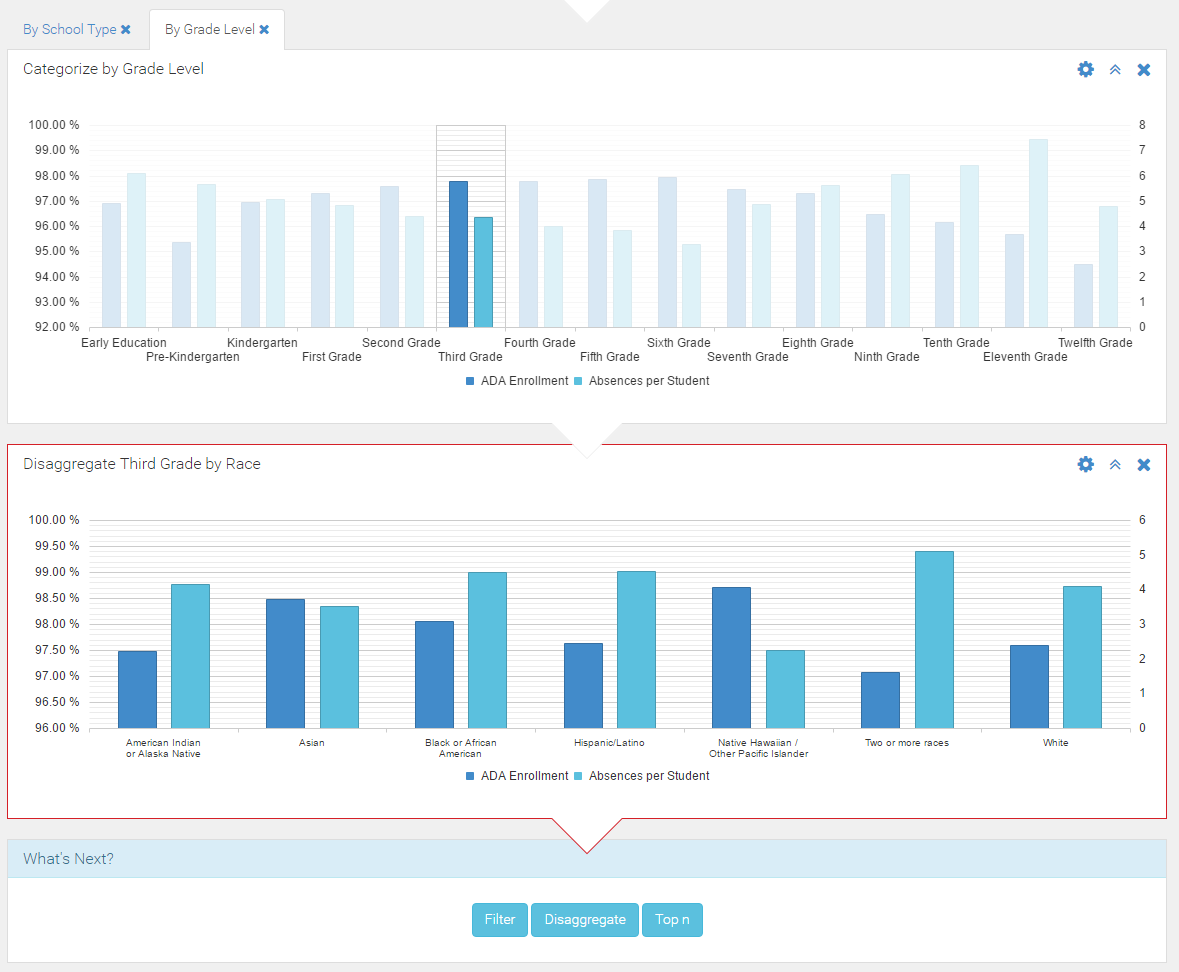 By School Type ✖ By Grade Level ✖
Categorize by Grade Level
100.00 % 8
99.00 % 7
98.00 % 6
97.00 % 5
96.00 % 4
95.00 % 3
94.00 % 2
93.00 % 1
92.00 % 0
Early Education Kindergarten Second Grade Fourth Grade Sixth Grade Eighth Grade Tenth Grade Twelfth Grade
Pre-Kindergarten First Grade Third Grade Fifth Grade Seventh Grade Ninth Grade Eleventh Grade
ADA Enrollment Absences per Student
Disaggregate Third Grade by Race
100.00 % 6
99.50 % 5
99.00 % 4
98.50 % 3
98.00 % 2
97.50 % 1
97.00 % 0
96.50 %
96.00 %
American Indian
or Alaska Native
Asian
Black or African
American
Hispanic/Latino
Native Hawaiian /
Other Pacific Islander
Two or more races
White
ADA Enrollment Absences per Student
What's Next?
Filter Disaggregate Top n